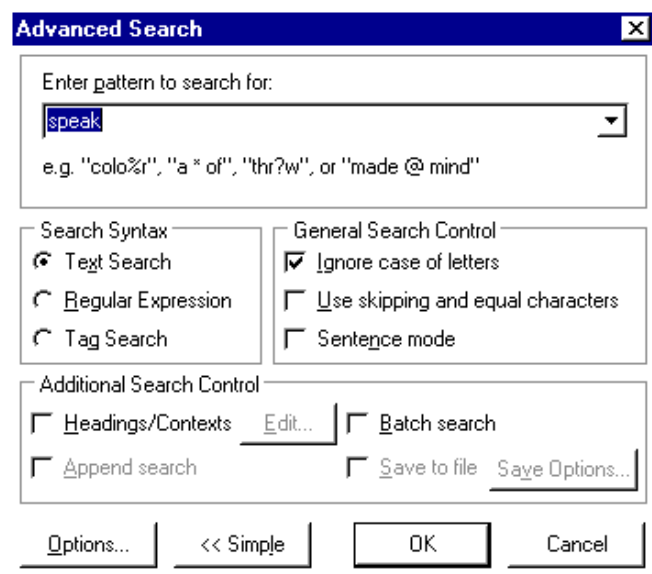 Advanced Search
Enter pattern to search for:
speak
e.g. "colo%r", "a * of", "thr?w", or "made @ mind"
Search Syntax
Text Search
Regular Expression
Tag Search
General Search Control
Ignore case of letters
Use skipping and equal characters
Sentence mode
Additional Search Control
Headings/Contexts Edit... Batch search
Append search Save to file Save Options...
Options... << Simple OK Cancel